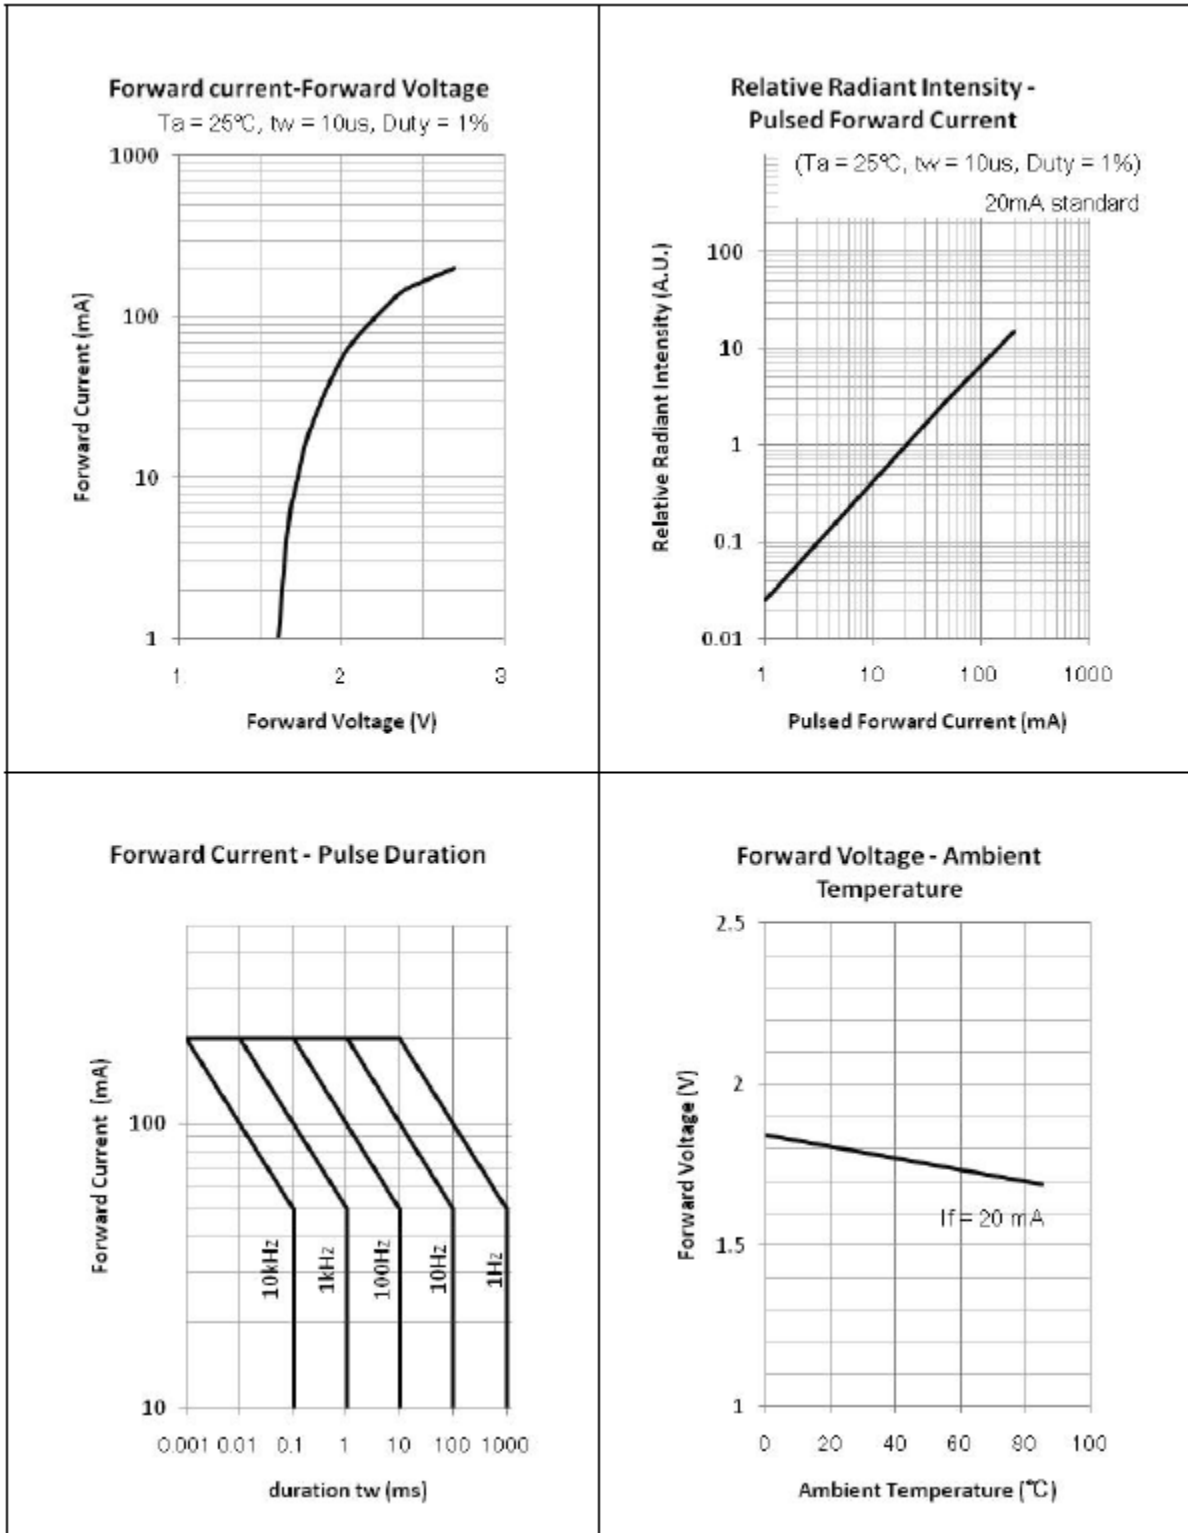 Forward current-Forward Voltage
Ta = 25℃, tw = 10us, Duty = 1%
1000
100
10
1
1
2
3
Forward Current (mA)
Forward Voltage (V)
Relative Radiant Intensity -
Pulsed Forward Current
(Ta = 25℃, tw = 10us, Duty = 1%)
20mA standard
100
10
1
0.1
0.01
1
10
100
1000
Relative Radiant Intensity (A.U.)
Pulsed Forward Current (mA)
Forward Current - Pulse Duration
100
10
0.001 0.01 0.1 1 10 100 1000
Forward Current (mA)
10kHz
1kHz
100Hz
10Hz
1Hz
duration tw (ms)
Forward Voltage - Ambient
Temperature
2.5
2
1.5
1
0 20 40 60 80 100
Forward Voltage (V)
If = 20 mA
Ambient Temperature (℃)